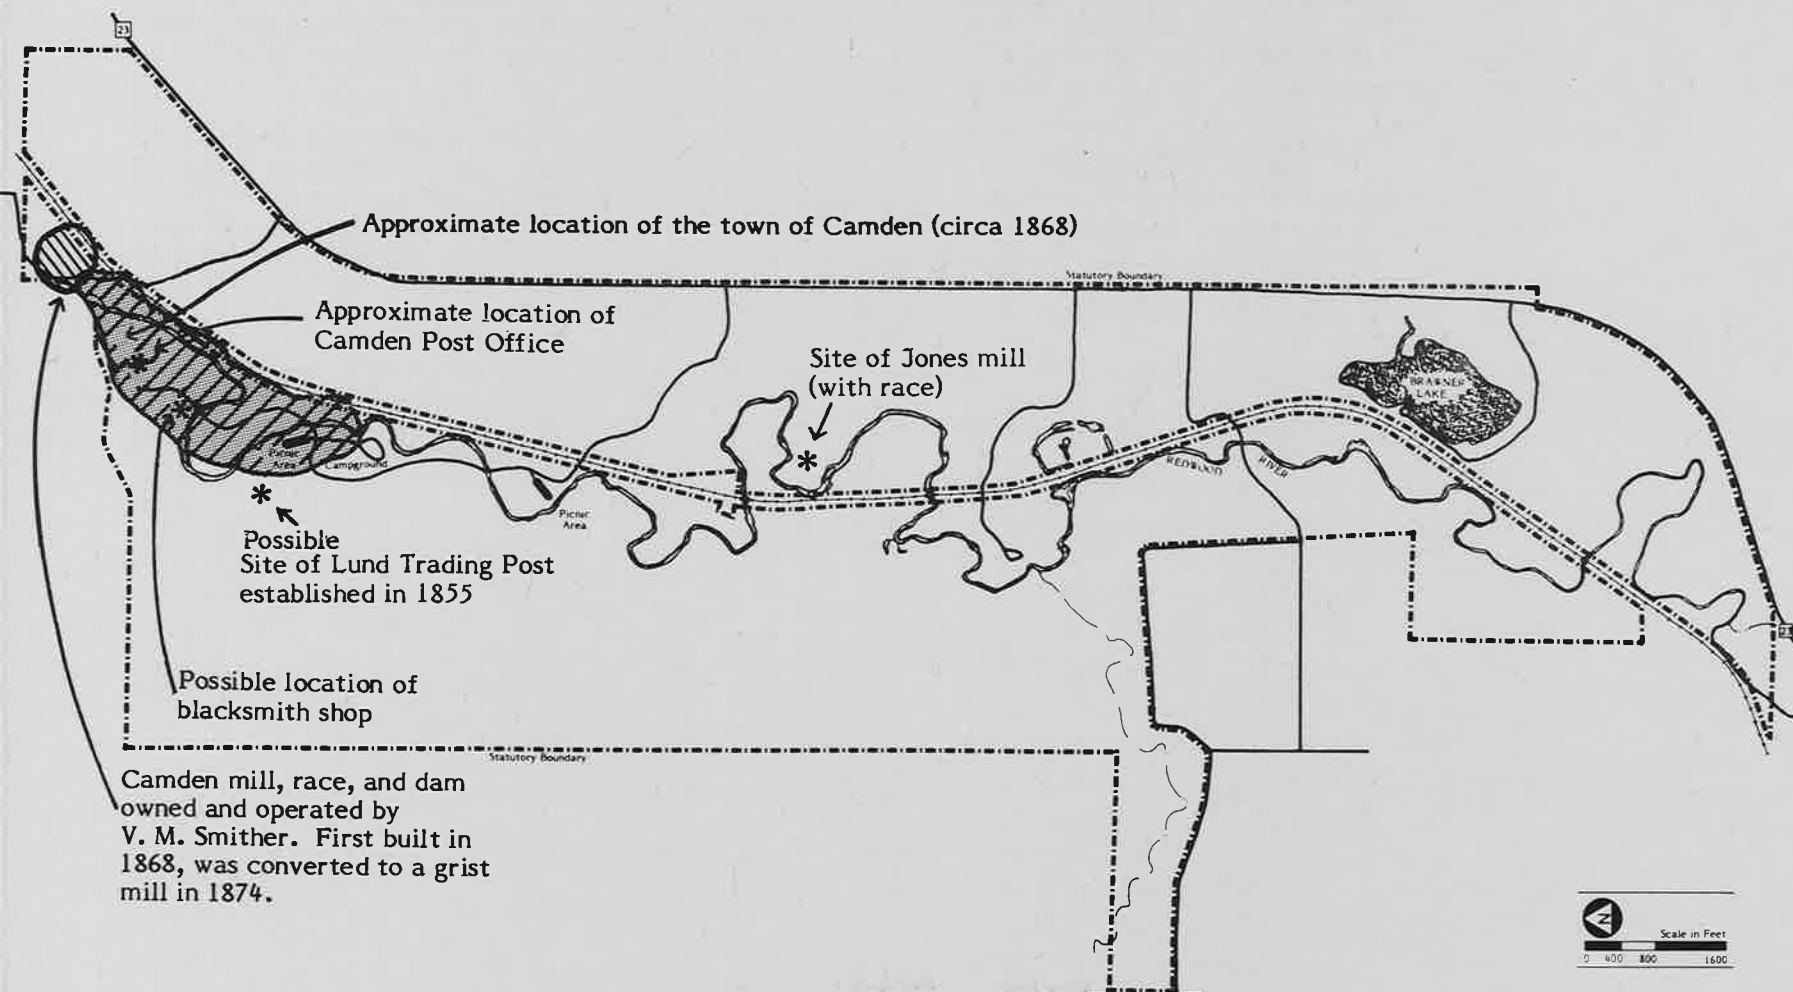 23
Approximate location of the town of Camden (circa 1868)
Statutory Boundary
Approximate location of
Camden Post Office
Site of Jones mill
(with race)
BRAWNER
LAKE
Picnic
Area
Campground
REDWOOD RIVER
Picnic
Area
Possible
Site of Lund Trading Post
established in 1855
23
Possible location of
blacksmith shop
Statutory Boundary
Camden mill, race, and dam
owned and operated by
V. M. Smither. First built in
1868, was converted to a grist
mill in 1874.
N
Scale in Feet
0 400 800 1600